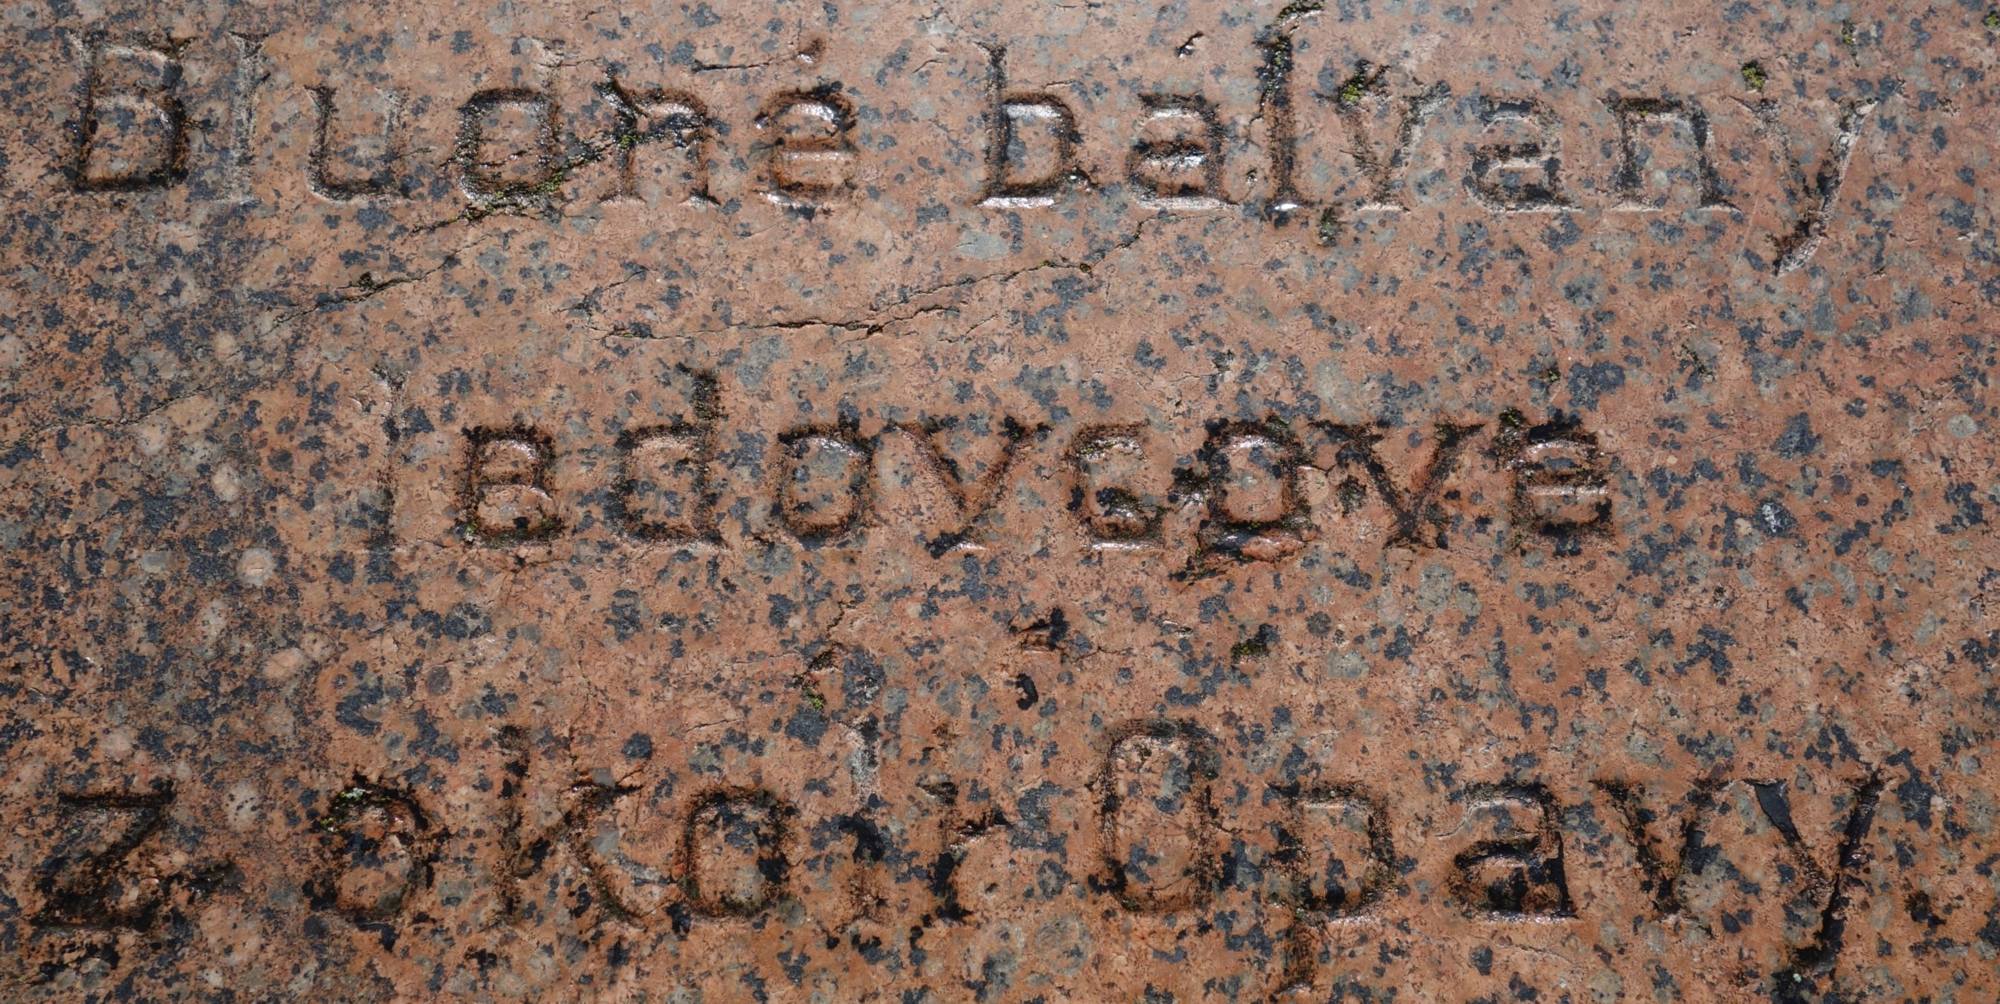 Bludné balvany
ledovcové
z okolí Opavy